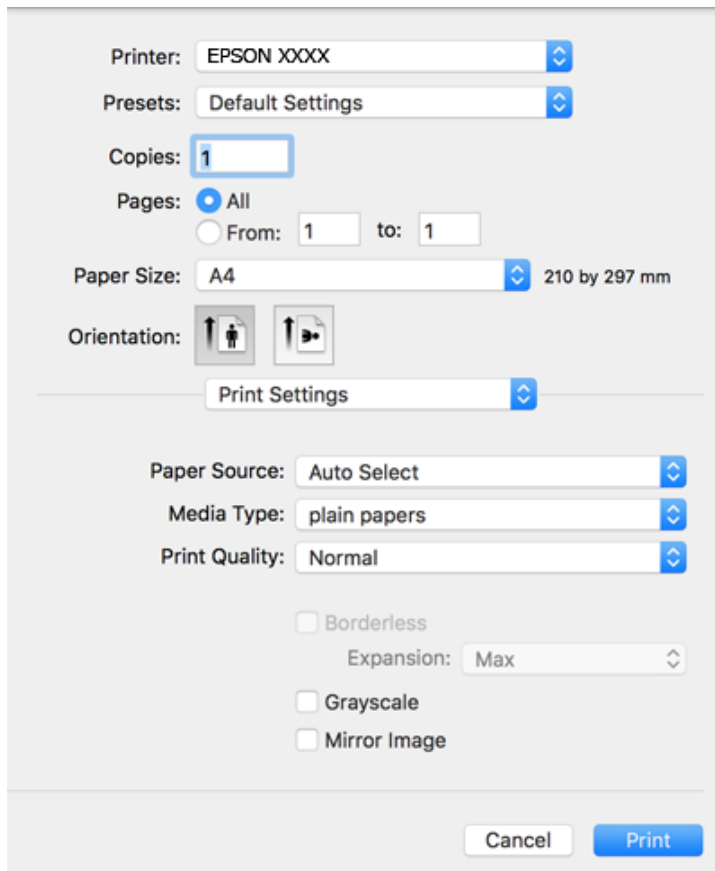 Printer: EPSON XXXX
Presets: Default Settings
Copies: 1
Pages: All
From: 1 to: 1
Paper Size: A4 210 by 297 mm
Orientation:
Print Settings
Paper Source: Auto Select
Media Type: plain papers
Print Quality: Normal
Borderless
Expansion: Max
Grayscale
Mirror Image
Cancel Print